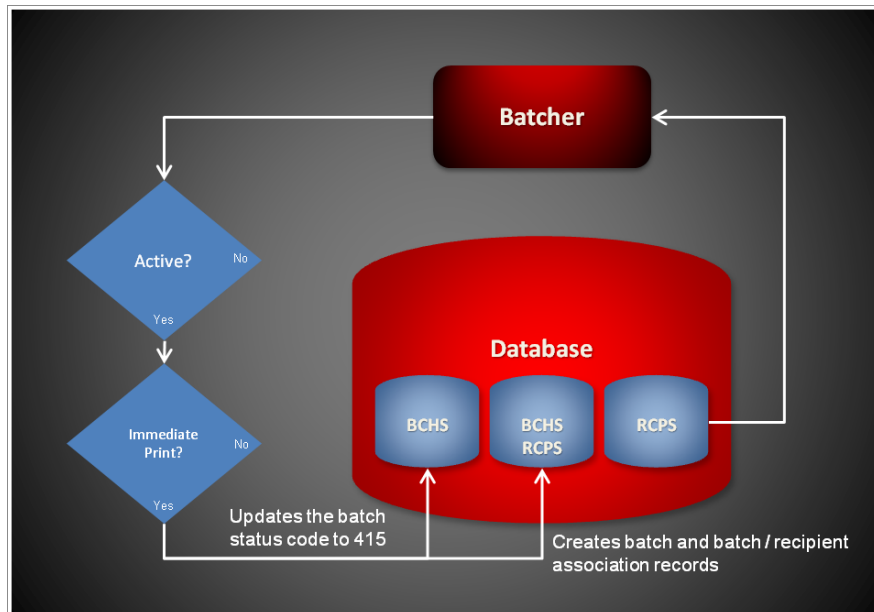 Batcher
Active?
No
Yes
Database
BCHS
BCHS
RCPS
RCPS
Immediate
Print?
No
Yes
Updates the batch
status code to 415
Creates batch and batch / recipient
association records